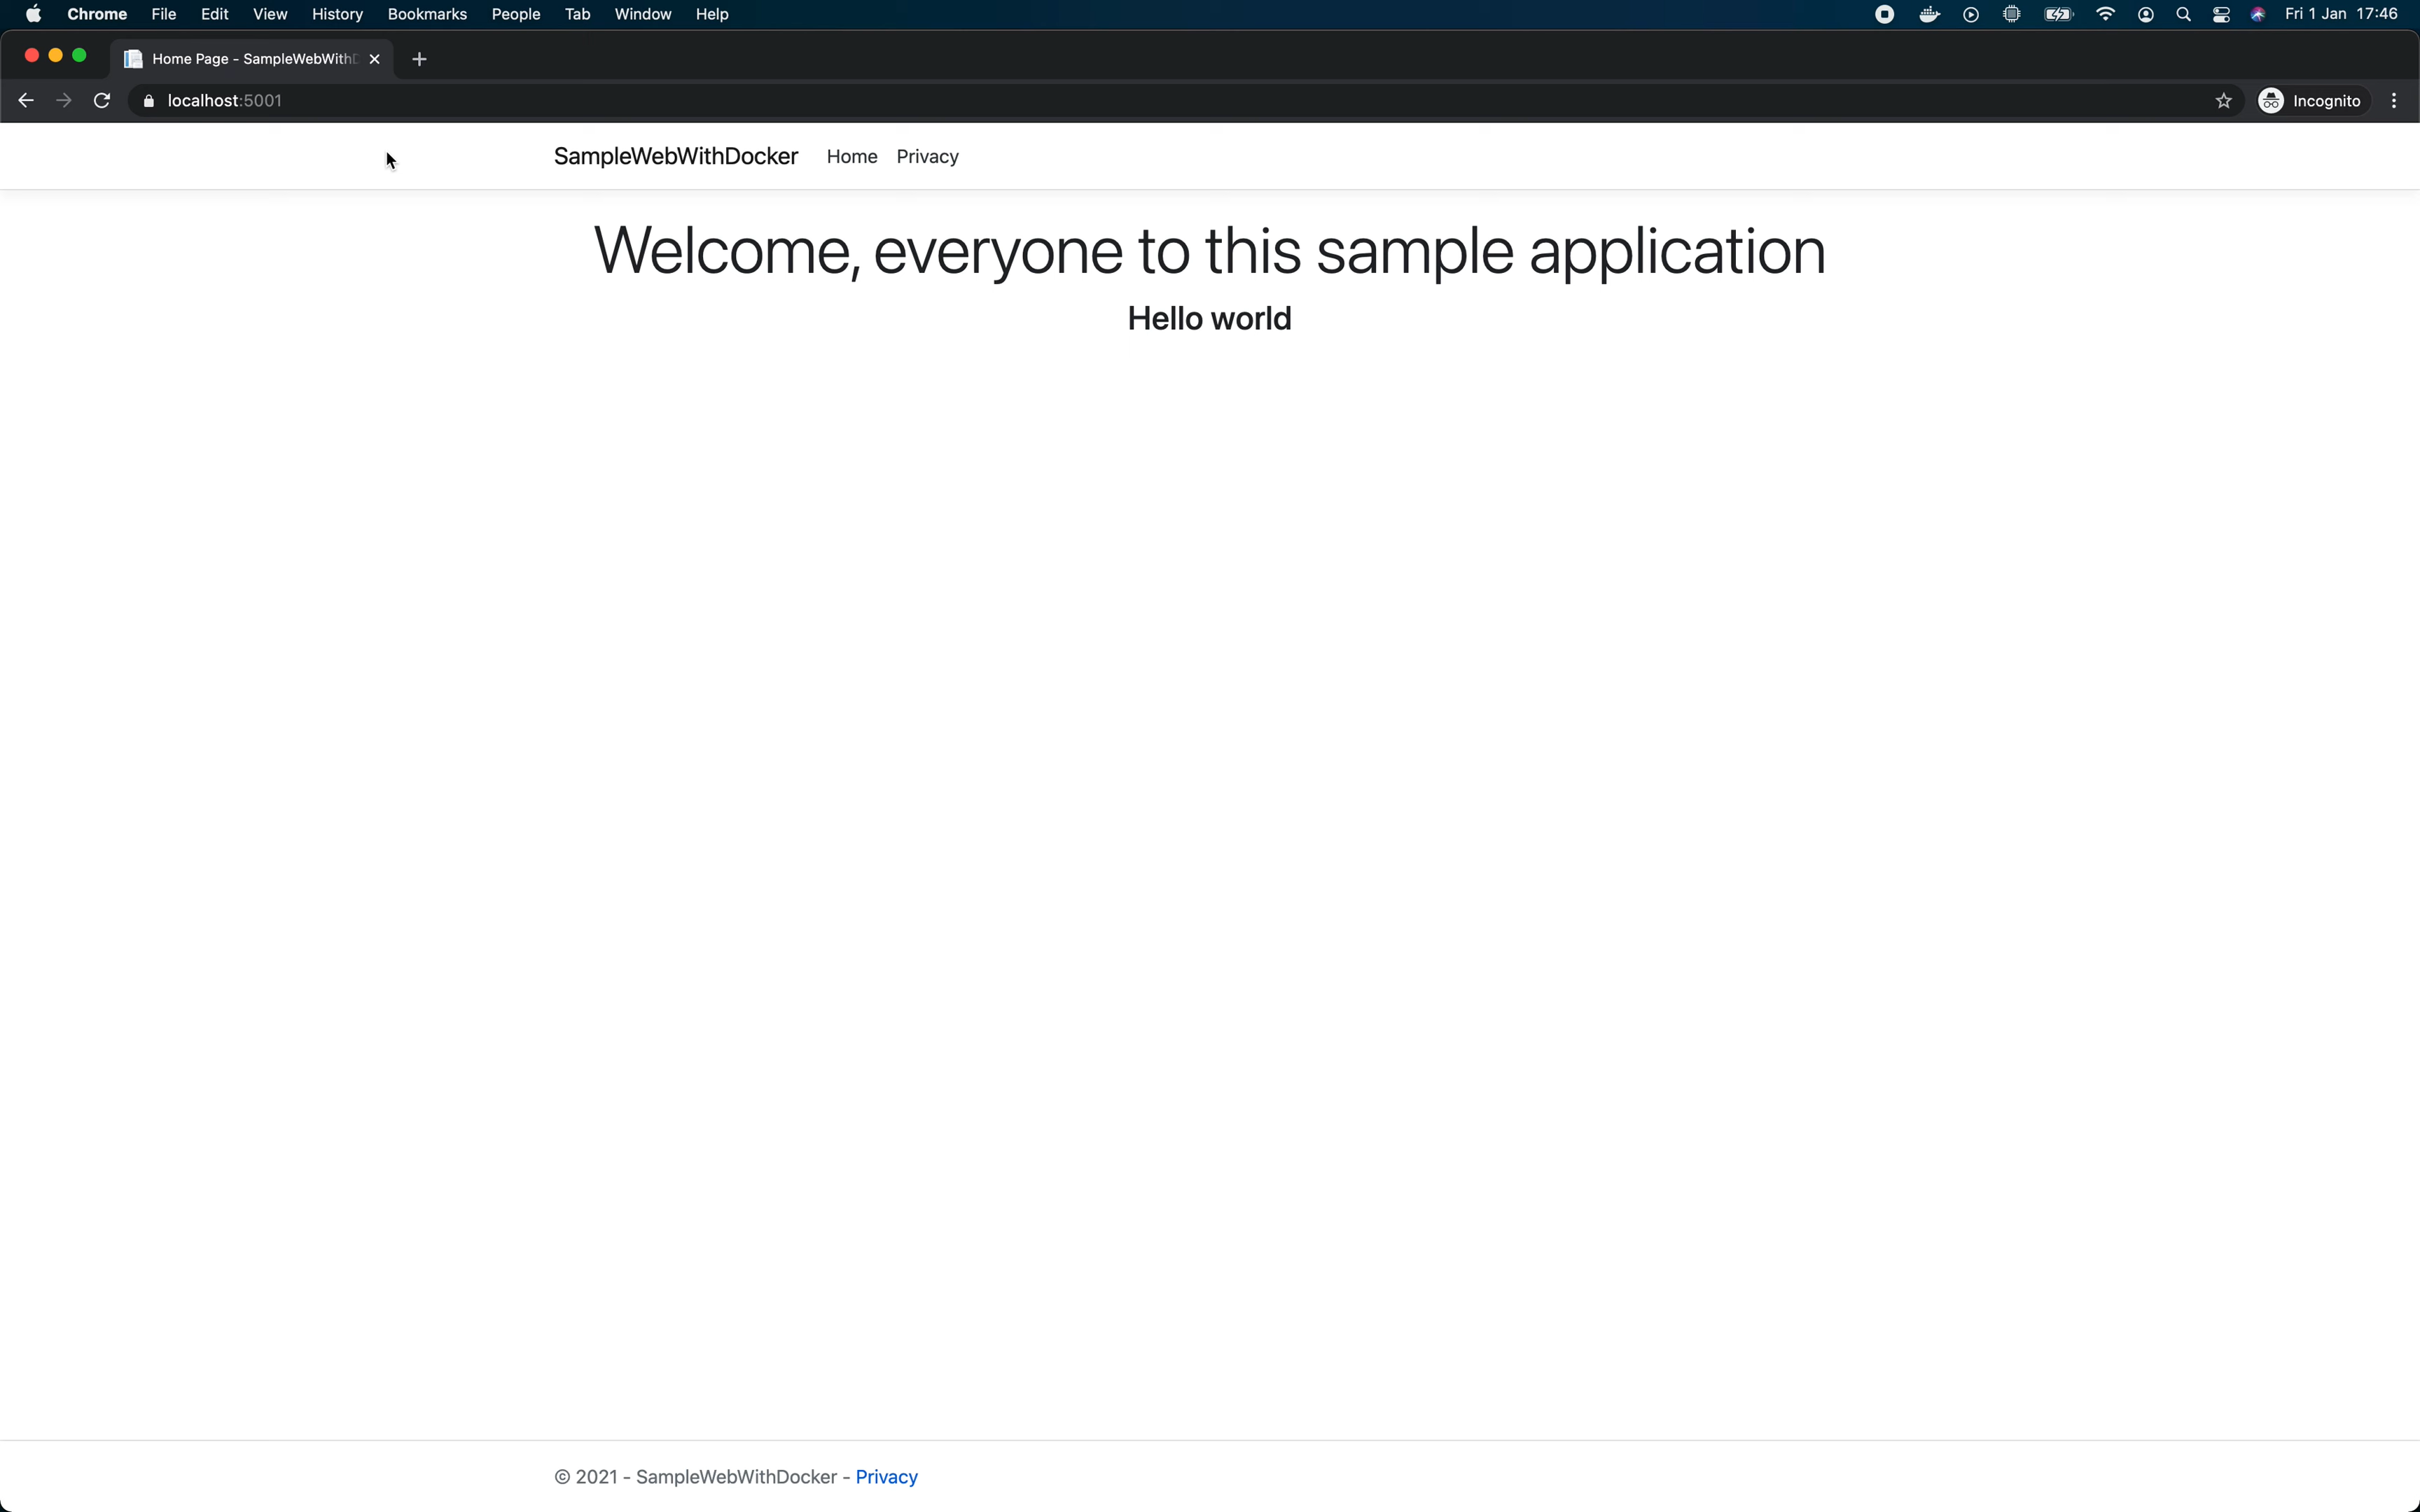 Chrome File Edit View History Bookmarks People Tab Window Help Fri 1 Jan 17:46
Home Page - SampleWebWith
localhost:5001 Incognito
SampleWebWithDocker Home Privacy
Welcome, everyone to this sample application
Hello world
© 2021 - SampleWebWithDocker - Privacy